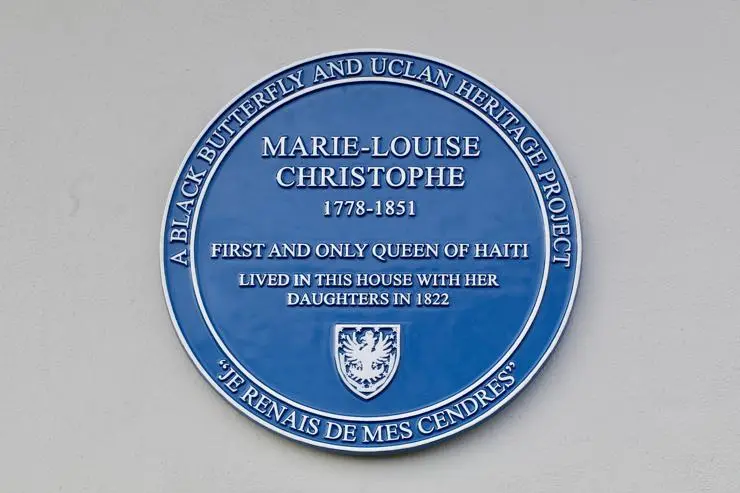 A BLACK BUTTERFLY AND UCLAN HERITAGE PROJECT
MARIE-LOUISE
CHRISTOPHE
1778-1851
FIRST AND ONLY QUEEN OF HAITI
LIVED IN THIS HOUSE WITH HER
DAUGHTERS IN 1822
"JE RENAIS DE MES CENDRES"